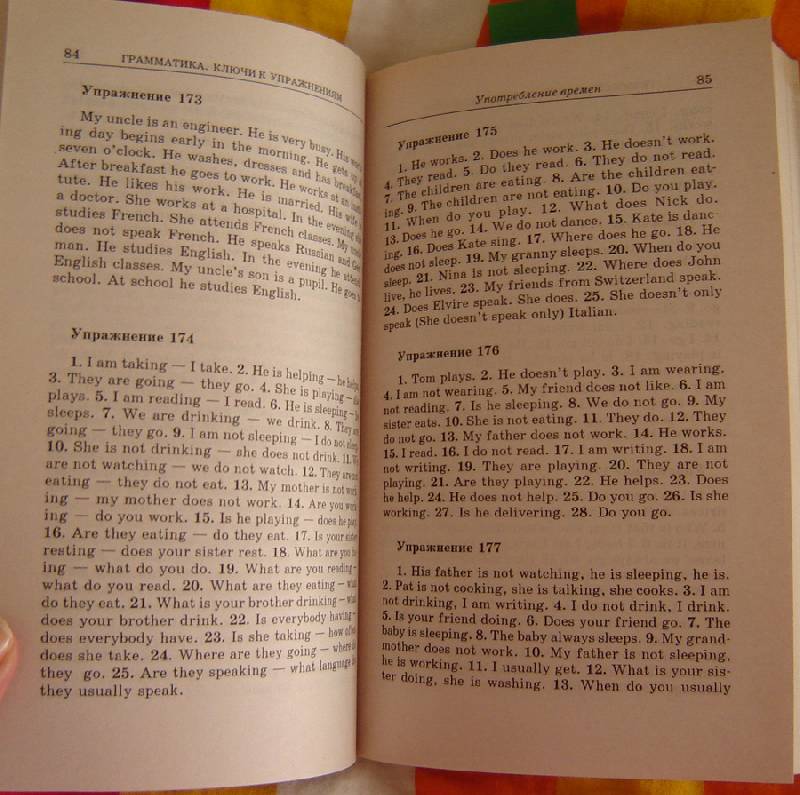 84
ГРАММАТИКА. КЛЮЧИ К УПРАЖНЕНИЯМ
Упражнение 173
My uncle is an engineer. He is very busy. His work-
ing day begins early in the morning. He gets up at
seven o'clock. He washes, dresses and has breakfast.
After breakfast he goes to work. He works at an insti-
tute. He likes his work. He is married. His wife is
a doctor. She works at a hospital. In the evening she
studies French. She attends French classes. My uncle
does not speak French. He speaks Russian and Ger-
man. He studies English. In the evening he attends
English classes. My uncle's son is a pupil. He goes to
school. At school he studies English.
Упражнение 174
1. I am taking — I take. 2. He is helping — he helps.
3. They are going — they go. 4. She is playing — she
plays. 5. I am reading — I read. 6. He is sleeping — he
sleeps. 7. We are drinking — we drink. 8. They are
going — they go. 9. I am not sleeping — I do not sleep.
10. She is not drinking — she does not drink. 11. We
are not watching — we do not watch. 12. They are not
eating — they do not eat. 13. My mother is not work-
ing — my mother does not work. 14. Are you work-
ing — do you work. 15. Is he playing — does he play.
16. Are they eating — do they eat. 17. Is your sister
resting — does your sister rest. 18. What are you do-
ing — what do you do. 19. What are you reading —
what do you read. 20. What are they eating — what
do they eat. 21. What is your brother drinking — what
does your brother drink. 22. Is everybody having —
does everybody have. 23. Is she taking — how often
does she take. 24. Where are they going — where do
they go. 25. Are they speaking — what language do
they usually speak.
Употребление времен
85
Упражнение 175
1. He works. 2. Does he work. 3. He doesn't work.
4. They read. 5. Do they read. 6. They do not read.
7. The children are eating. 8. Are the children eat-
ing. 9. The children are not eating. 10. Do you play.
11. When do you play. 12. What does Nick do.
13. Does he go. 14. We do not dance. 15. Kate is danc-
ing. 16. Does Kate sing. 17. Where does he go. 18. He
does not sleep. 19. My granny sleeps. 20. When do you
sleep. 21. Nina is not sleeping. 22. Where does John
live, he lives. 23. My friends from Switzerland speak.
24. Does Elvire speak. She does. 25. She doesn't only
speak (She doesn't speak only) Italian.
Упражнение 176
1. Tom plays. 2. He doesn't play. 3. I am wearing.
4. I am not wearing. 5. My friend does not like. 6. I am
not reading. 7. Is he sleeping. 8. We do not go. 9. My
sister eats. 10. She is not eating. 11. They do. 12. They
do not go. 13. My father does not work. 14. He works.
15. I read. 16. I do not read. 17. I am writing. 18. I am
not writing. 19. They are playing. 20. They are not
playing. 21. Are they playing. 22. He helps. 23. Does
he help. 24. He does not help. 25. Do you go. 26. Is she
working. 27. Is he delivering. 28. Do you go.
Упражнение 177
1. His father is not watching, he is sleeping, he is.
2. Pat is not cooking, she is talking, she cooks. 3. I am
not drinking, I am writing. 4. I do not drink, I drink.
5. Is your friend doing. 6. Does your friend go. 7. The
baby is sleeping. 8. The baby always sleeps. 9. My grand-
mother does not work. 10. My father is not sleeping,
he is working. 11. I usually get. 12. What is your sis-
ter doing, she is washing. 13. When do you usually